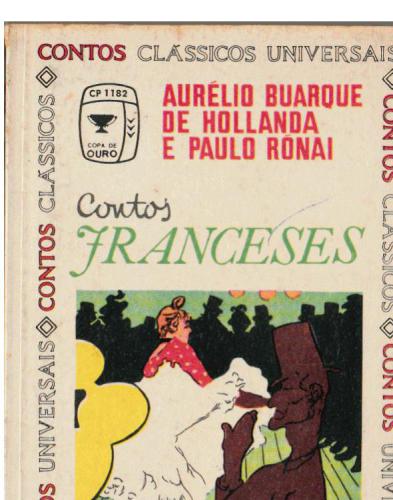 CONTOS CLÁSSICOS UNIVERSAIS
CP 1182
COPA DE
OURO
AURÉLIO BUARQUE
DE HOLLANDA
E PAULO RÓNAI
Contos
FRANCESES
UNIVERSAIS CONTOS CLÁSSICOS
CONTOS CLÁSSICOS CONTOS